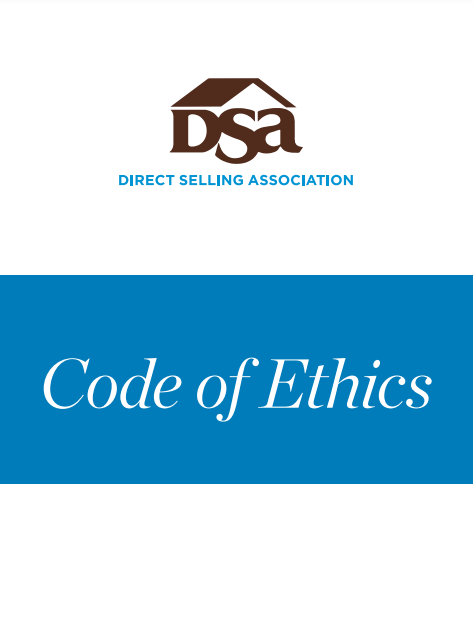 DSa
DIRECT SELLING ASSOCIATION
Code of Ethics